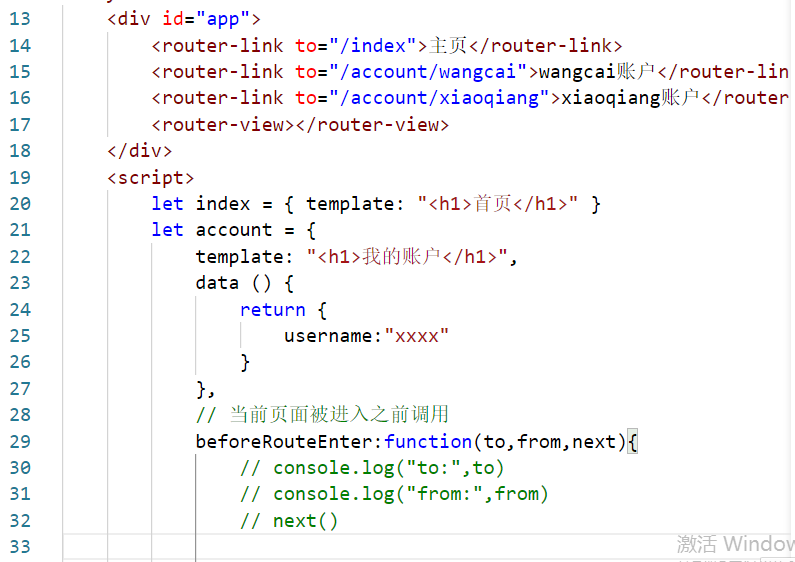 13 <div id="app">
14 <router-link to="/index">主页</router-link>
15 <router-link to="/account/wangcai">wangcai账户</router-lin
16 <router-link to="/account/xiaoqiang">xiaoqiang账户</router
17 <router-view></router-view>
18 </div>
19 <script>
20 let index = { template: "<h1>首页</h1>" }
21 let account = {
22 template: "<h1>我的账户</h1>",
23 data () {
24 return {
25 username:"xxxx"
26 }
27 },
28 // 当前页面被进入之前调用
29 beforeRouteEnter:function(to,from,next){
30 // console.log("to:",to)
31 // console.log("from:",from)
32 // next()
33
激活 Window